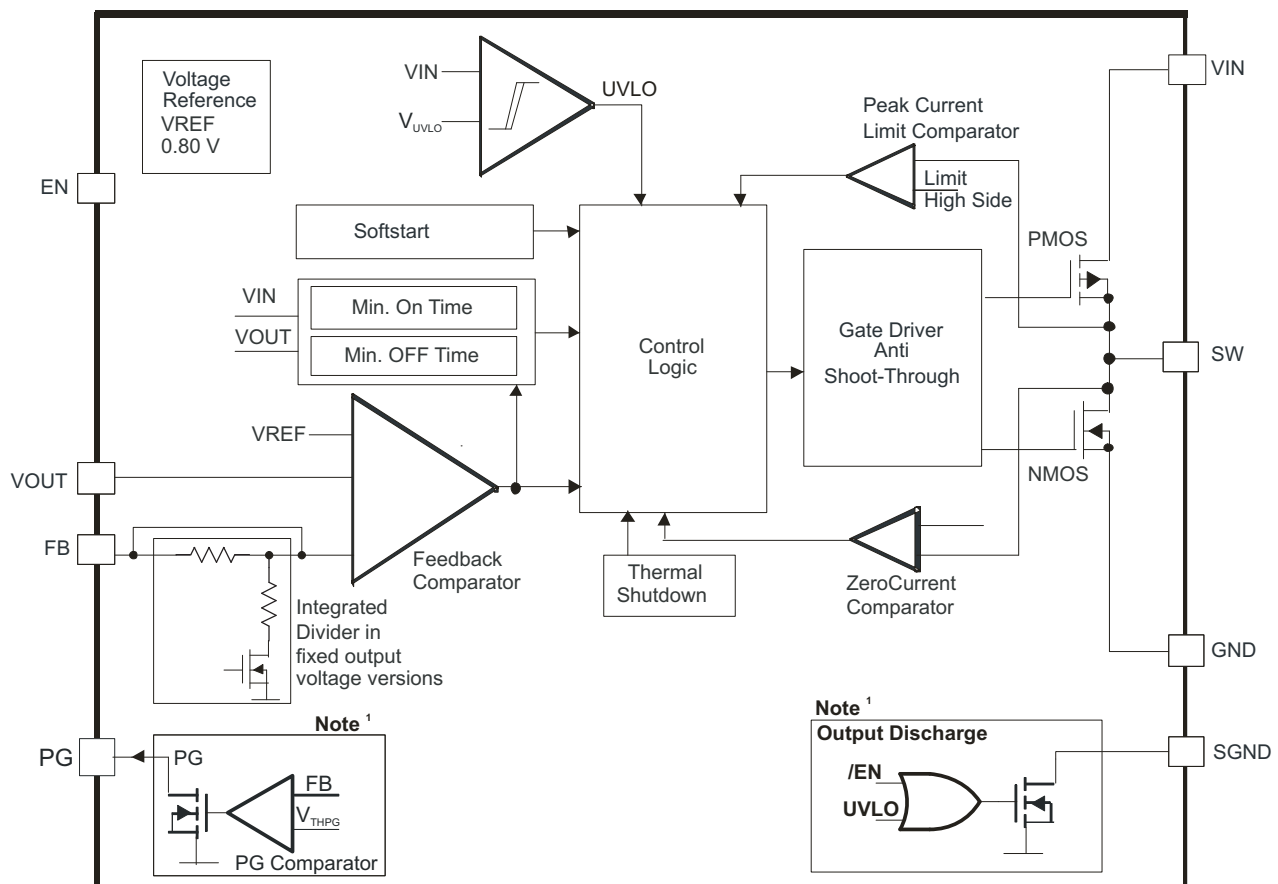 Voltage
Reference
VREF
0.80 V
VIN
V_UVLO
UVLO
Peak Current
Limit Comparator
VIN
EN
Limit
High Side
Softstart
PMOS
VIN
Min. On Time
VOUT
Min. OFF Time
Control
Logic
Gate Driver
Anti
Shoot-Through
SW
VREF
VOUT
NMOS
FB
Feedback
Comparator
Thermal
Shutdown
ZeroCurrent
Comparator
Integrated
Divider in
fixed output
voltage versions
GND
Note ¹
Note ¹
Output Discharge
PG
PG
FB
V_THPG
PG Comparator
/EN
UVLO
SGND